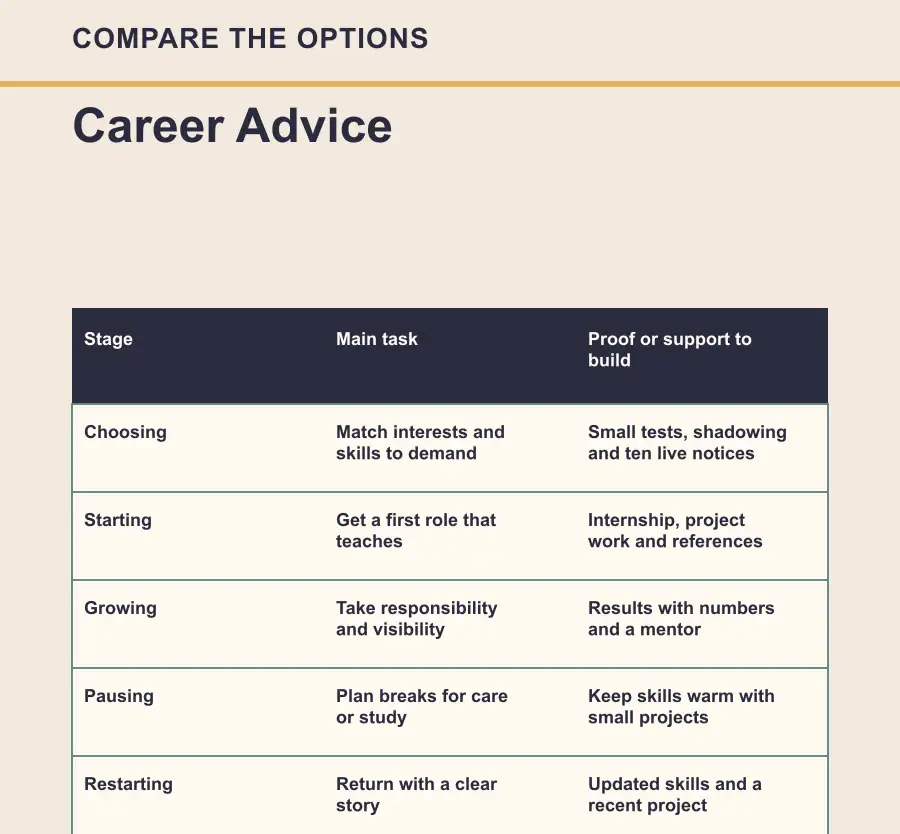 COMPARE THE OPTIONS
Career Advice
Stage
Main task
Proof or support to
build
Choosing
Match interests and
skills to demand
Small tests, shadowing
and ten live notices
Starting
Get a first role that
teaches
Internship, project
work and references
Growing
Take responsibility
and visibility
Results with numbers
and a mentor
Pausing
Plan breaks for care
or study
Keep skills warm with
small projects
Restarting
Return with a clear
story
Updated skills and a
recent project